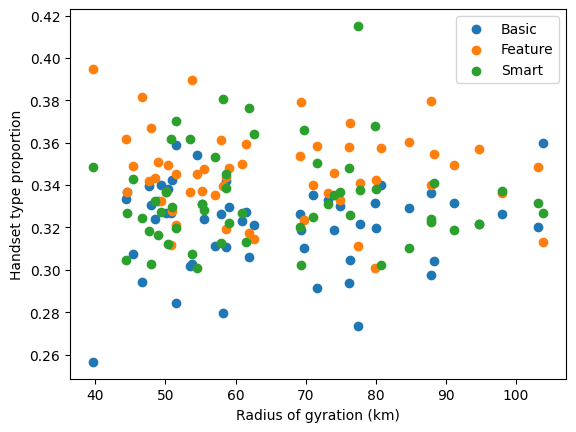 Basic
Feature
Smart
0.42
0.40
0.38
0.36
0.34
0.32
0.30
0.28
0.26
Handset type proportion
40 50 60 70 80 90 100
Radius of gyration (km)